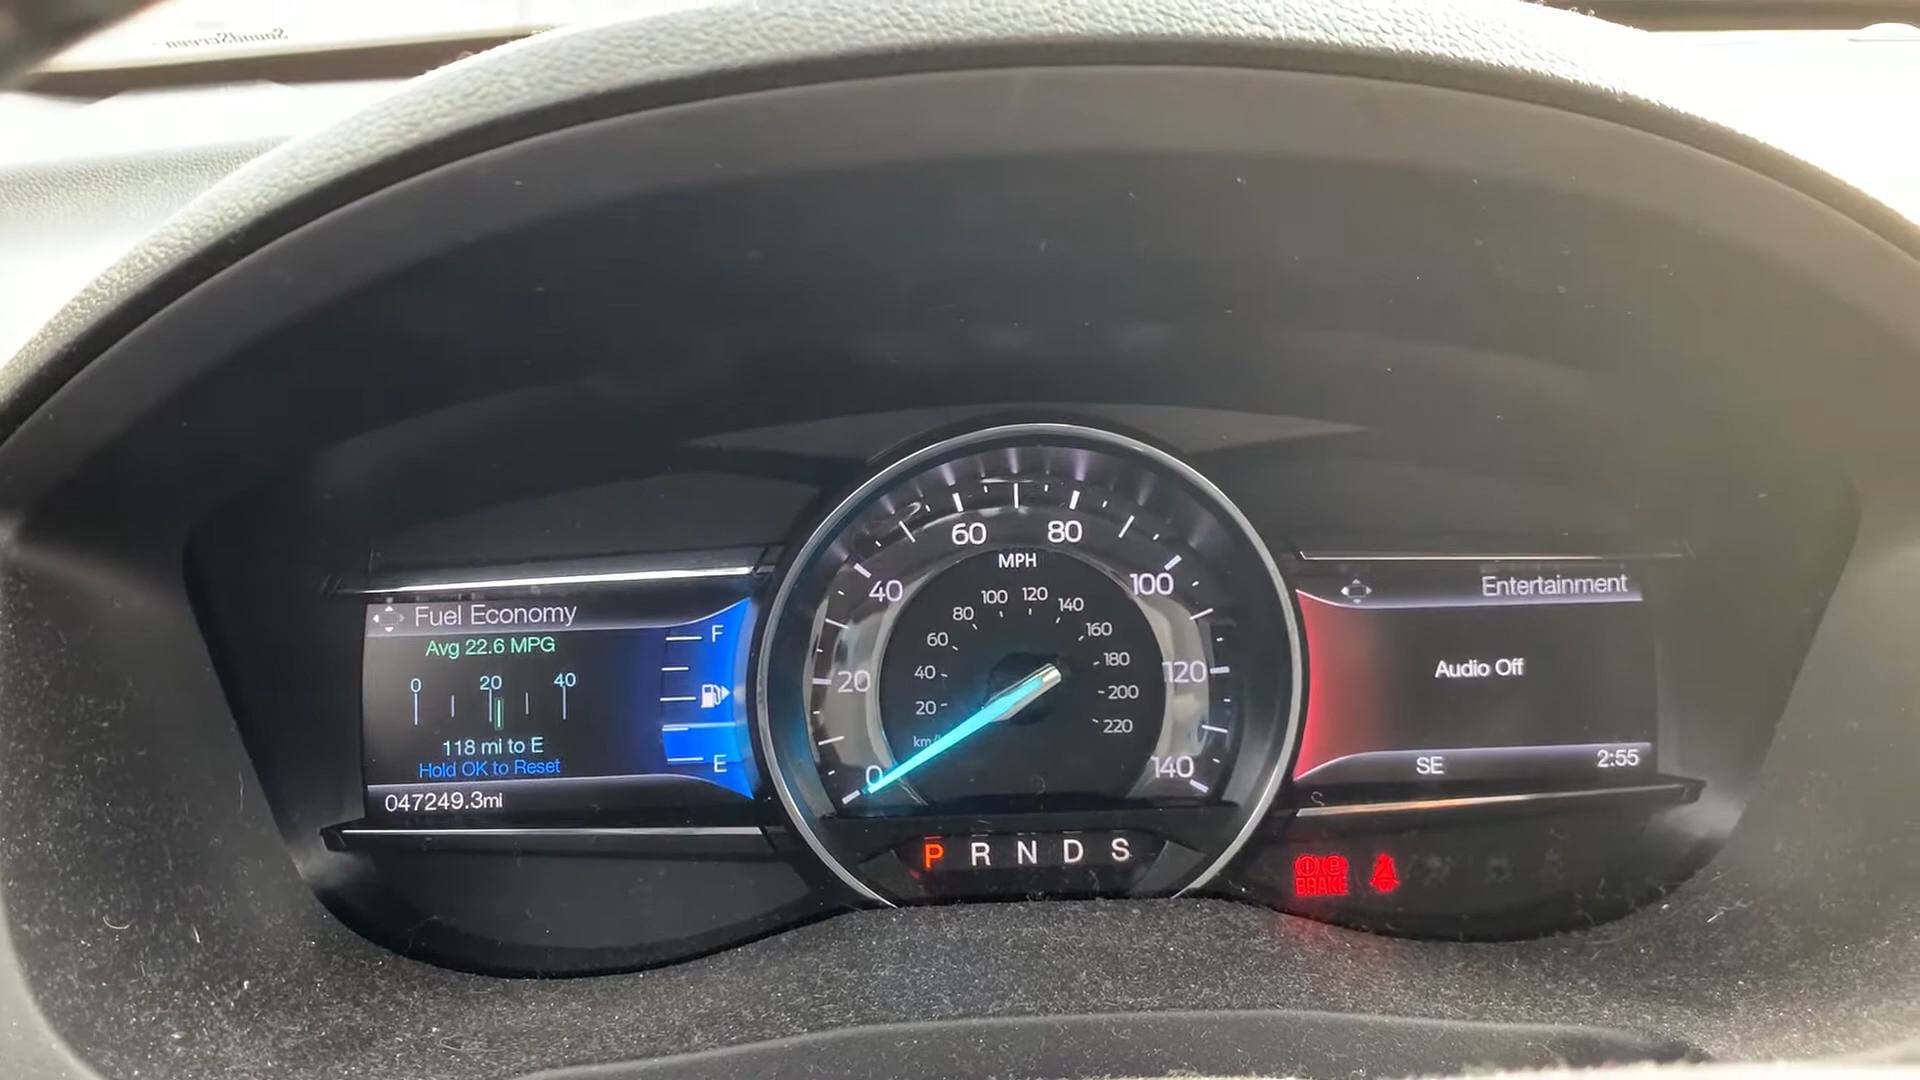 SoundScreen
Fuel Economy
Avg 22.6 MPG
0 20 40
118 mi to E
Hold OK to Reset
047249.3mi
F
E
0 20 40 60 80 100 120 140
MPH
20 40 60 80 100 120 140 160 180 200 220
P R N D S
Entertainment
Audio Off
SE 2:55
BRAKE